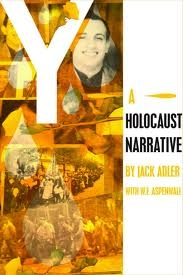 Y
A
HOLOCAUST
NARRATIVE
BY JACK ADLER
WITH W.F. ASPENWALL